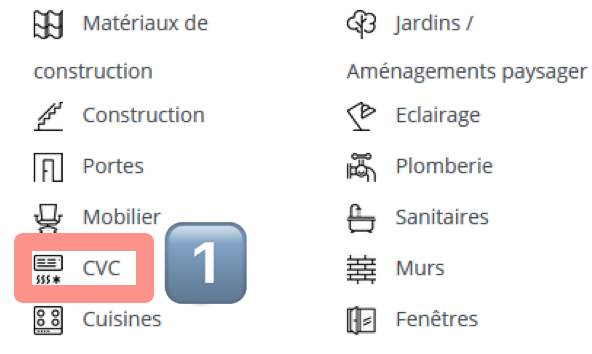 Matériaux de
construction
Construction
Portes
Mobilier
CVC
1
Cuisines
Jardins /
Aménagements paysager
Eclairage
Plomberie
Sanitaires
Murs
Fenêtres